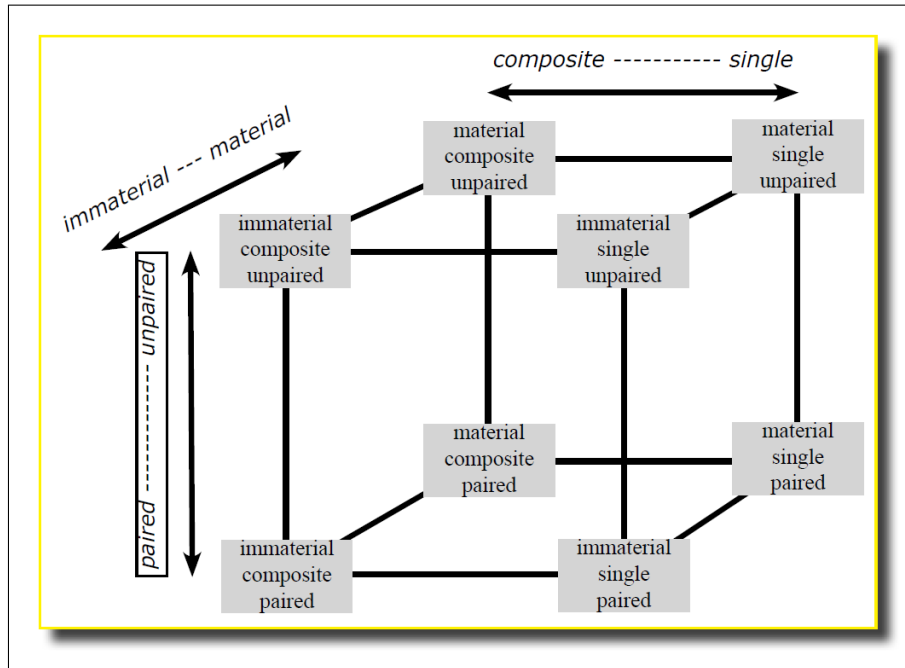 composite ----------- single
immaterial --- material
material
composite
unpaired
material
single
unpaired
immaterial
composite
unpaired
immaterial
single
unpaired
paired -------------- unpaired
material
composite
paired
material
single
paired
immaterial
composite
paired
immaterial
single
paired